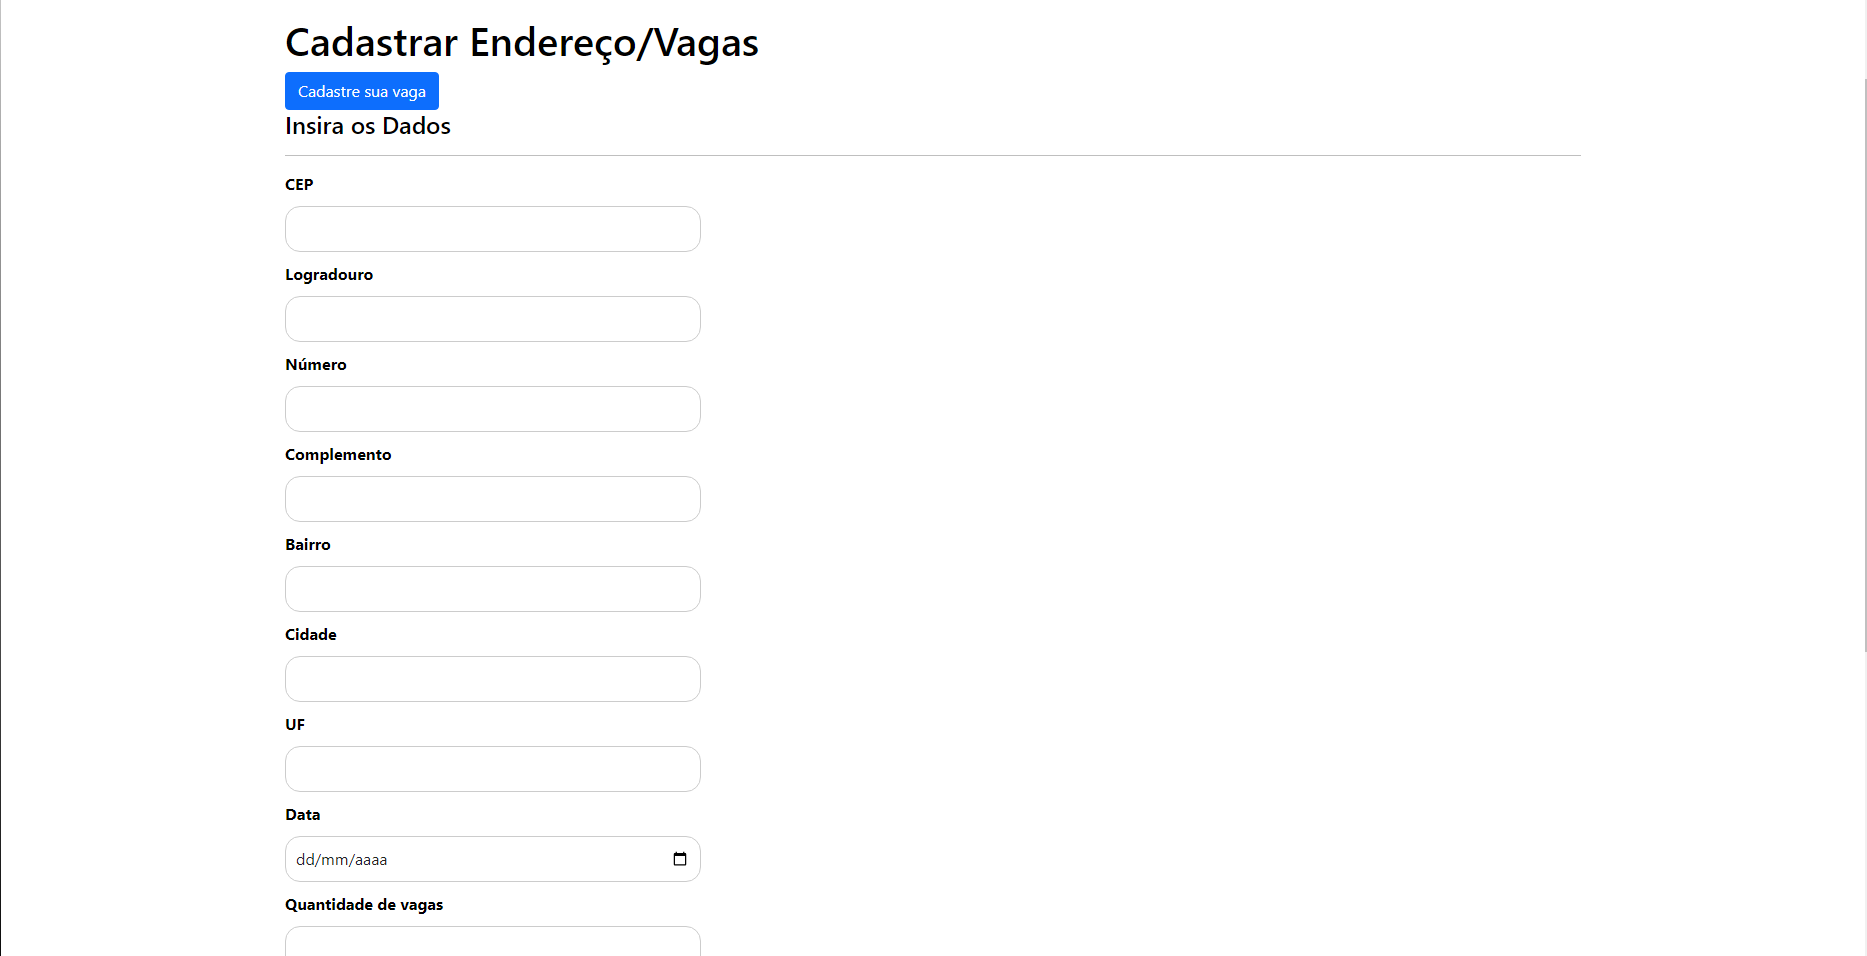 Cadastrar Endereço/Vagas
Cadastre sua vaga
Insira os Dados
CEP
Logradouro
Número
Complemento
Bairro
Cidade
UF
Data
dd/mm/aaaa
Quantidade de vagas